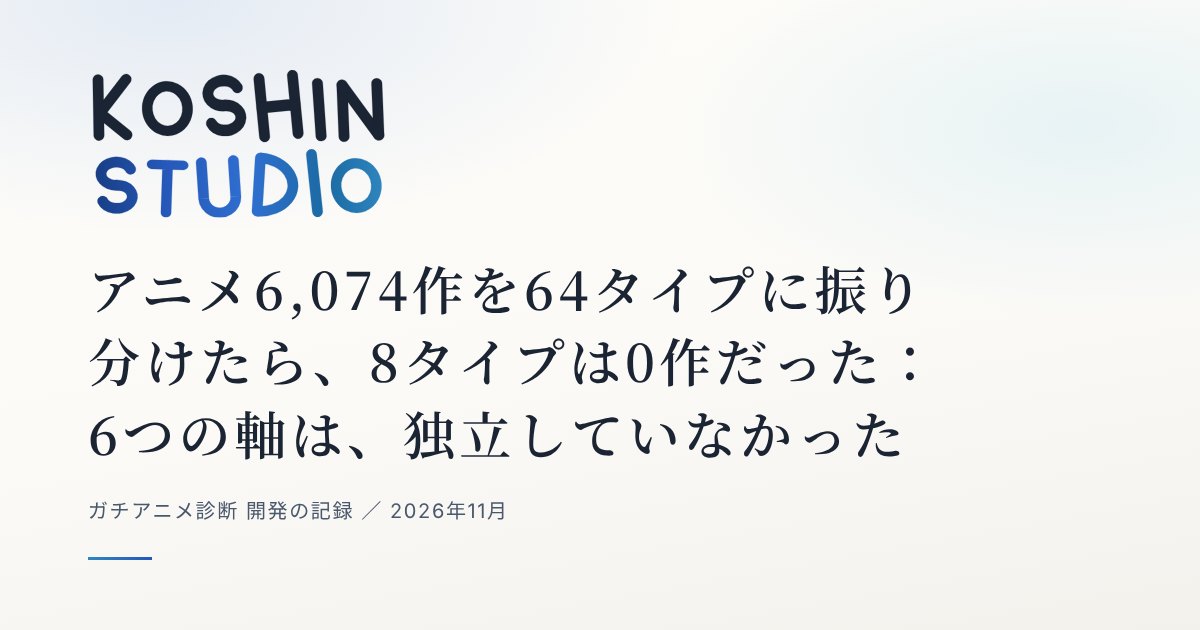 KOSHIN
STUDIO
アニメ6,074作を64タイプに振り
分けたら、8タイプは0作だった：
6つの軸は、独立していなかった
ガチアニメ診断 開発の記録 ／ 2026年11月